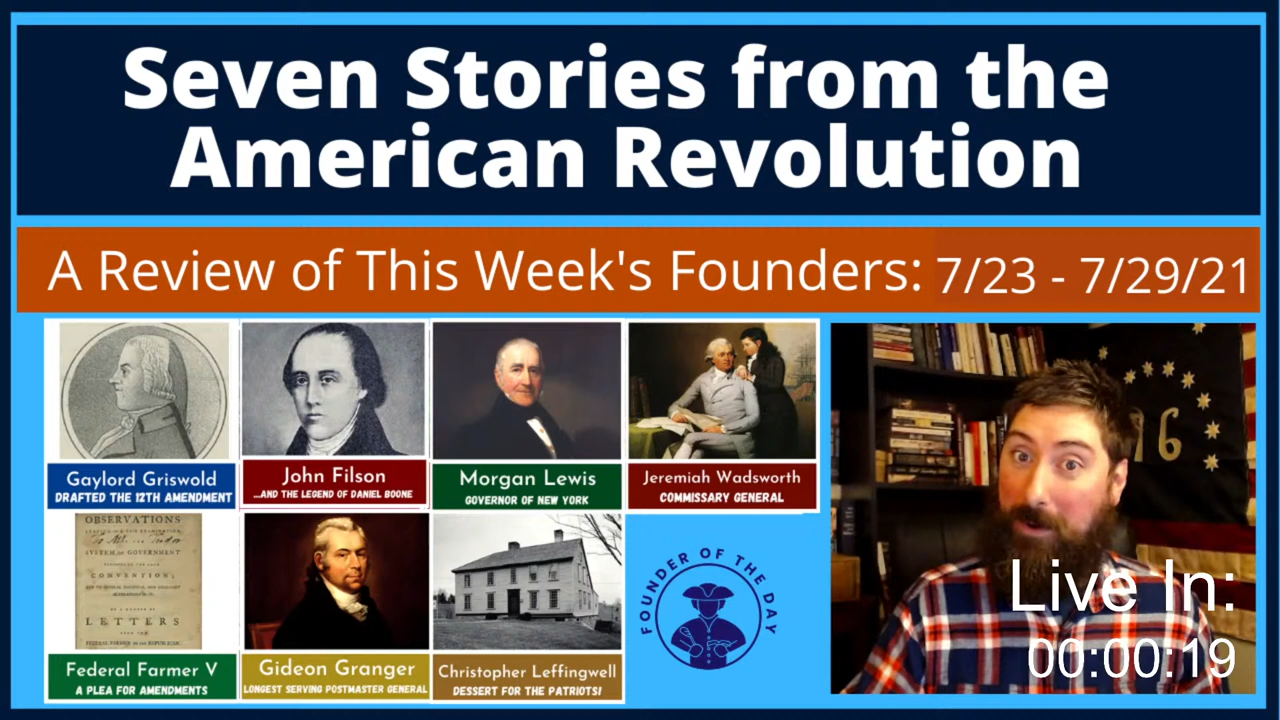 Seven Stories from the
American Revolution
A Review of This Week's Founders: 7/23 - 7/29/21
Gaylord Griswold
DRAFTED THE 12TH AMENDMENT
John Filson
...AND THE LEGEND OF DANIEL BOONE
Morgan Lewis
GOVERNOR OF NEW YORK
Jeremiah Wadsworth
COMMISSARY GENERAL
OBSERVATIONS
SYSTEM OF GOVERNMENT
CONVENTION;
LETTERS
Federal Farmer V
A PLEA FOR AMENDMENTS
Gideon Granger
LONGEST SERVING POSTMASTER GENERAL
Christopher Leffingwell
DESSERT FOR THE PATRIOTS!
FOUNDER OF THE DAY
76
Live In:
00:00:19